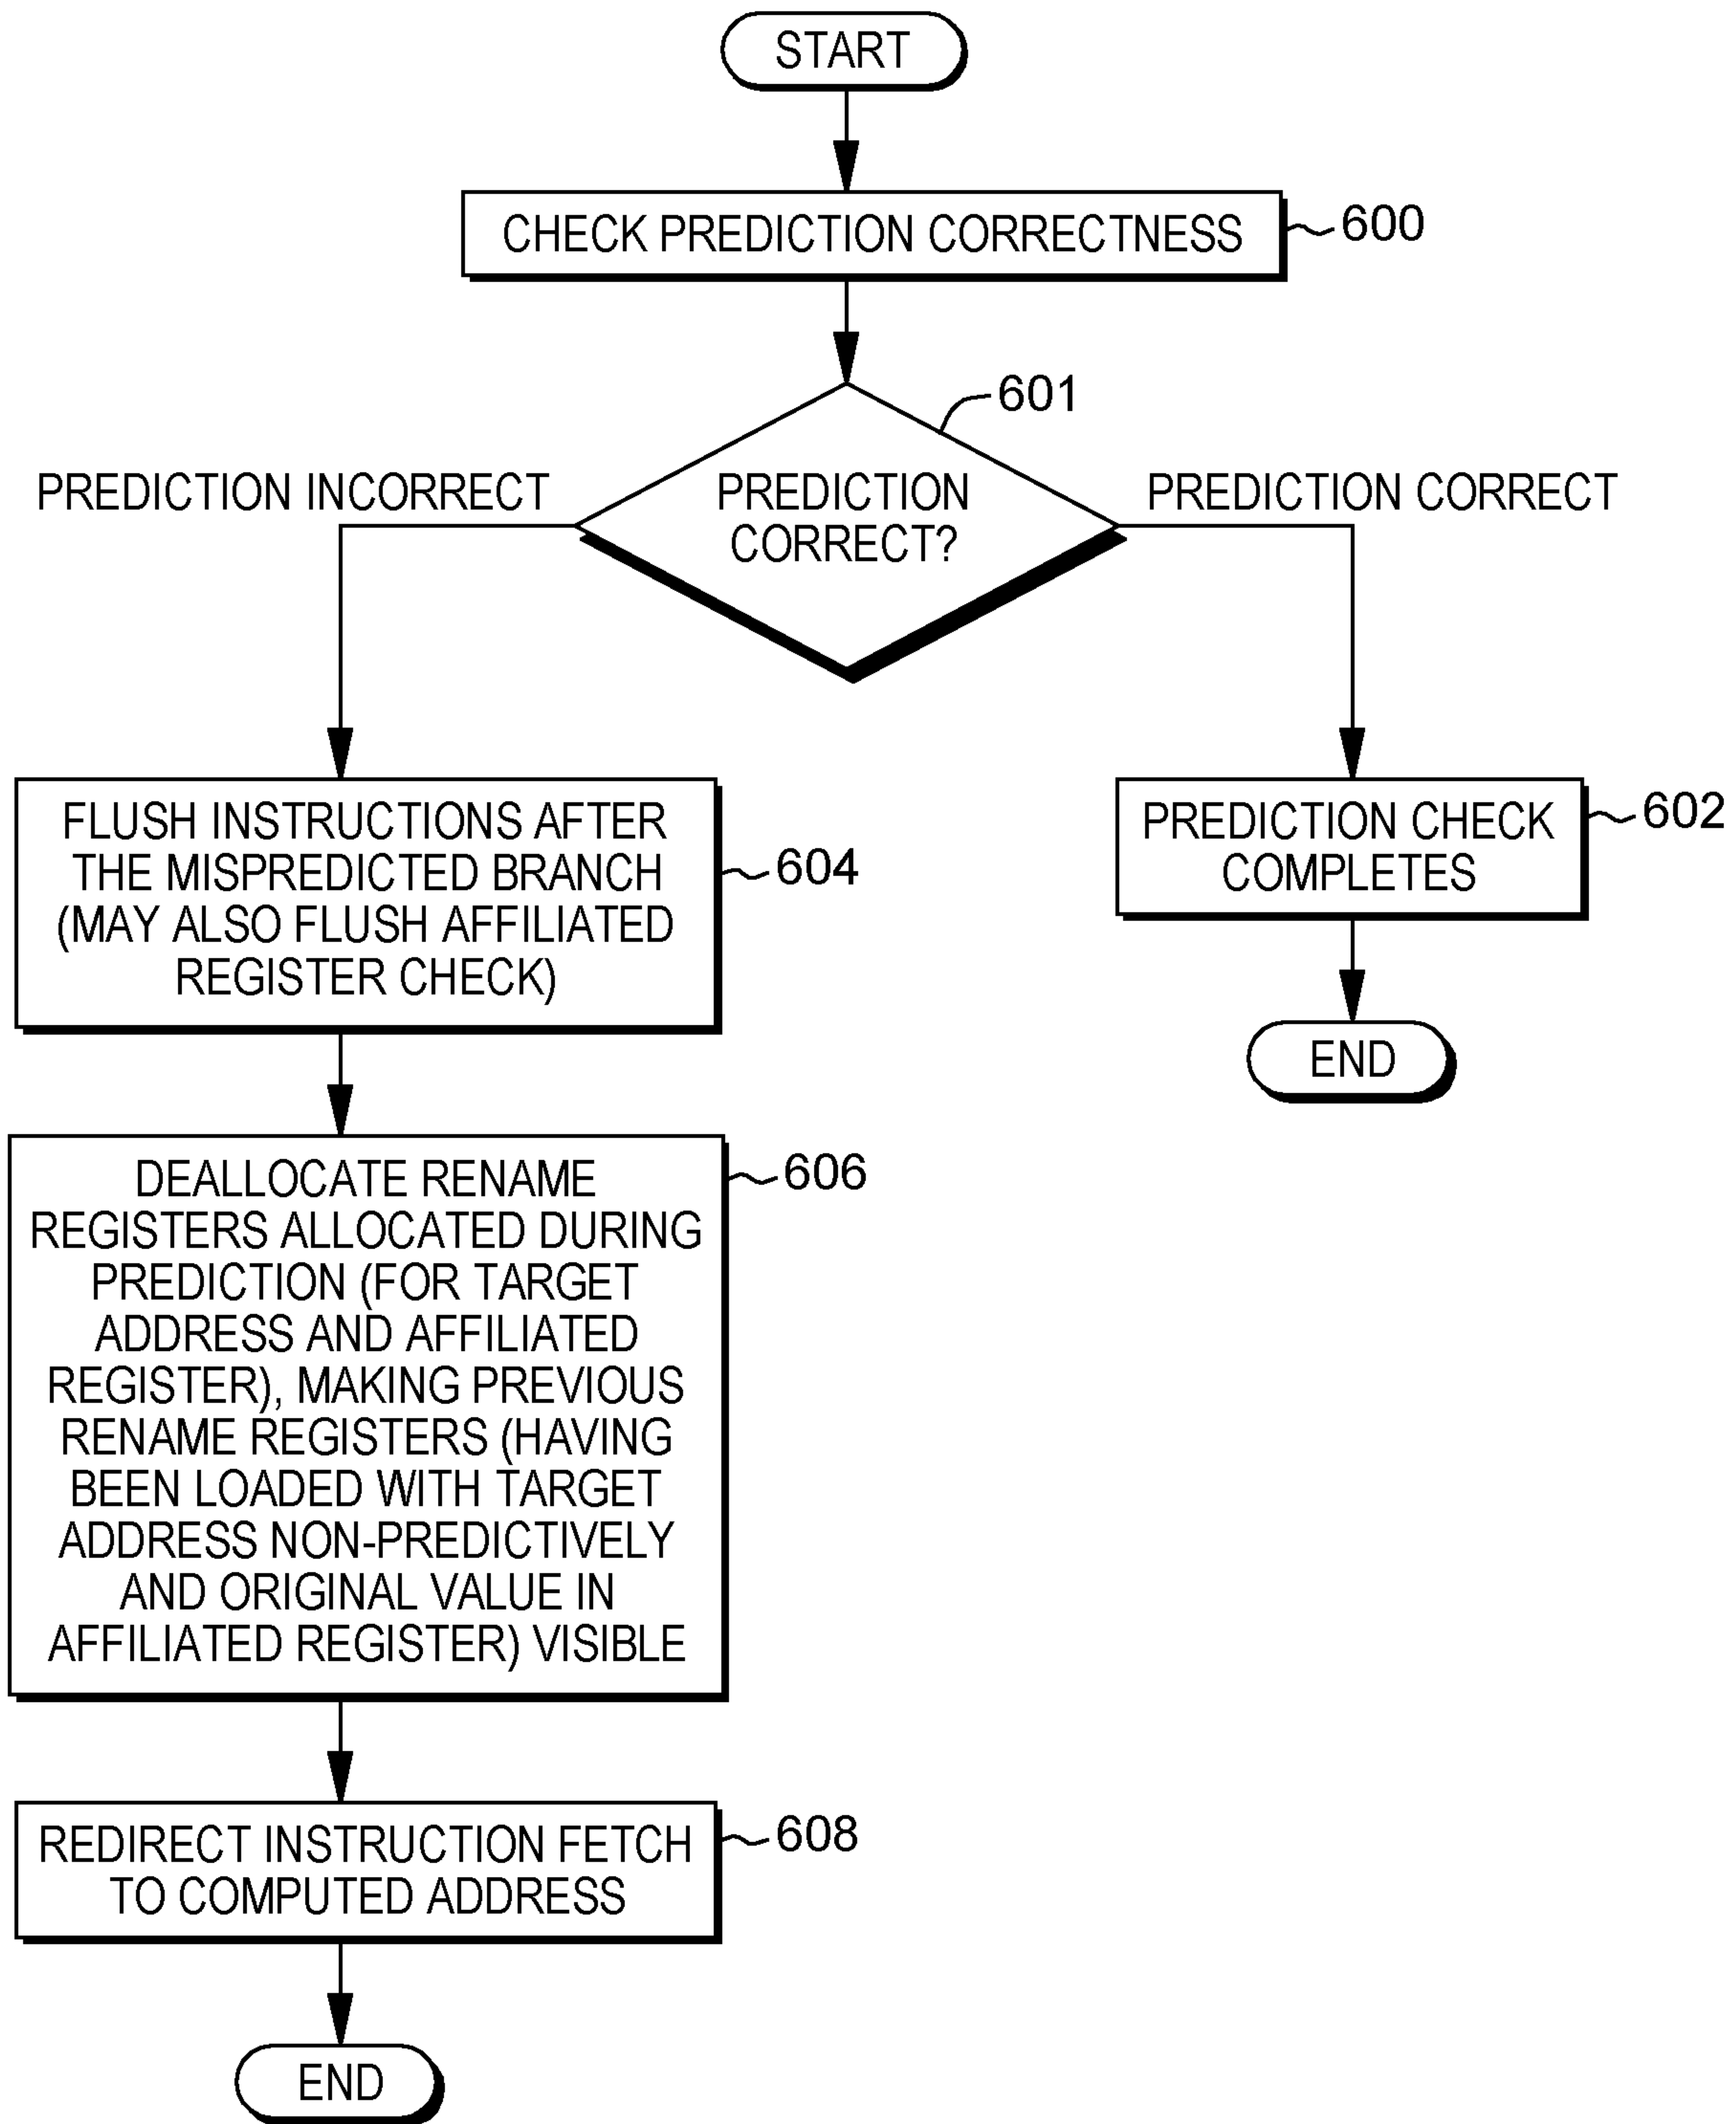 START
CHECK PREDICTION CORRECTNESS
600
601
PREDICTION INCORRECT
PREDICTION
CORRECT?
PREDICTION CORRECT
FLUSH INSTRUCTIONS AFTER
THE MISPREDICTED BRANCH
(MAY ALSO FLUSH AFFILIATED
REGISTER CHECK)
604
PREDICTION CHECK
COMPLETES
602
END
DEALLOCATE RENAME
REGISTERS ALLOCATED DURING
PREDICTION (FOR TARGET
ADDRESS AND AFFILIATED
REGISTER), MAKING PREVIOUS
RENAME REGISTERS (HAVING
BEEN LOADED WITH TARGET
ADDRESS NON-PREDICTIVELY
AND ORIGINAL VALUE IN
AFFILIATED REGISTER) VISIBLE
606
REDIRECT INSTRUCTION FETCH
TO COMPUTED ADDRESS
608
END